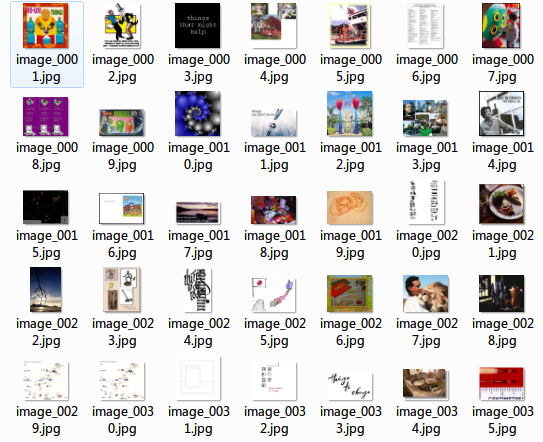 things
that might
help
image_000 image_000 image_000 image_000 image_000 image_000 image_000
1.jpg 2.jpg 3.jpg 4.jpg 5.jpg 6.jpg 7.jpg
image_000 image_000 image_001 image_001 image_001 image_001 image_001
8.jpg 9.jpg 0.jpg 1.jpg 2.jpg 3.jpg 4.jpg
image_001 image_001 image_001 image_001 image_001 image_002 image_002
5.jpg 6.jpg 7.jpg 8.jpg 9.jpg 0.jpg 1.jpg
image_002 image_002 image_002 image_002 image_002 image_002 image_002
2.jpg 3.jpg 4.jpg 5.jpg 6.jpg 7.jpg 8.jpg
things
to
change
image_002 image_003 image_003 image_003 image_003 image_003 image_003
9.jpg 0.jpg 1.jpg 2.jpg 3.jpg 4.jpg 5.jpg